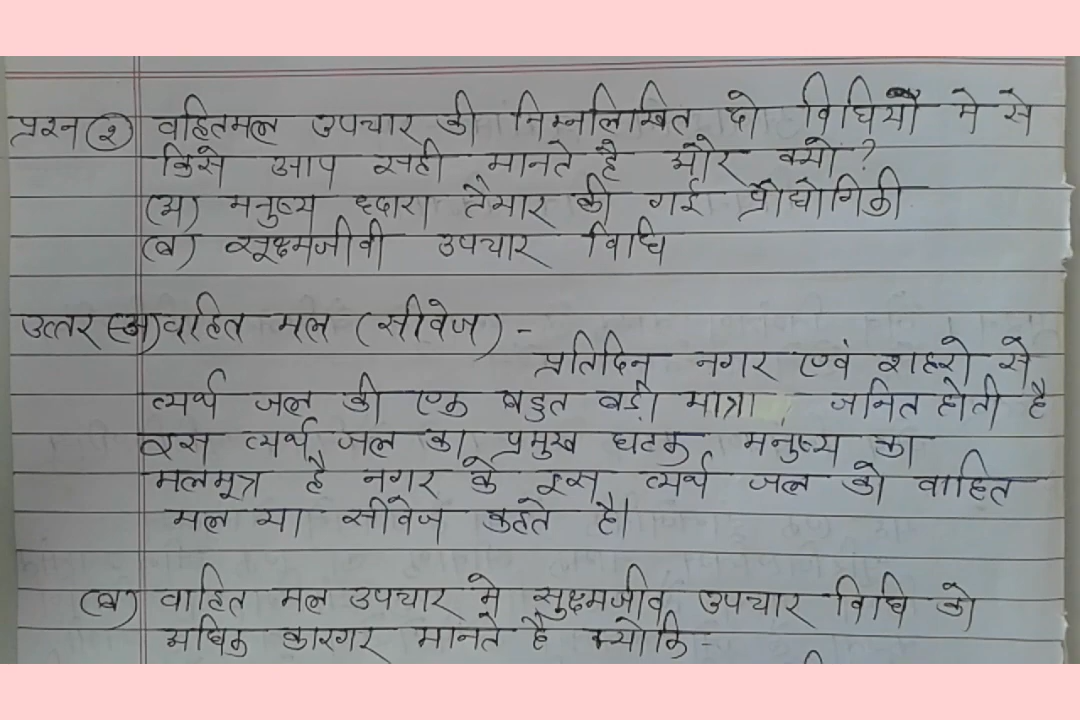 प्रश्न (२) वहितमल उपचार की निम्नलिखित दो विधियों मे से
किसे आप सही मानते है और क्यो?
(अ) मनुष्य ध्दारा तैयार की गई प्रौद्योगिकी
(ब) सूक्ष्मजीवी उपचार विधि
उत्तर (अ) वाहित मल (सीवेज) -
प्रतिदिन नगर एवं शहरो से
व्यर्थ जल की एक बहुत बड़ी मात्रा जनित होती है
इस व्यर्थ जल का प्रमुख घटक मनुष्य का
मलमूत्र है नगर के इस व्यर्थ जल को वाहित
मल या सीवेज कहते है।
(ब) वाहित मल उपचार मे सुक्ष्मजीव उपचार विधि को
अधिक कारगर मानते है क्योकि-